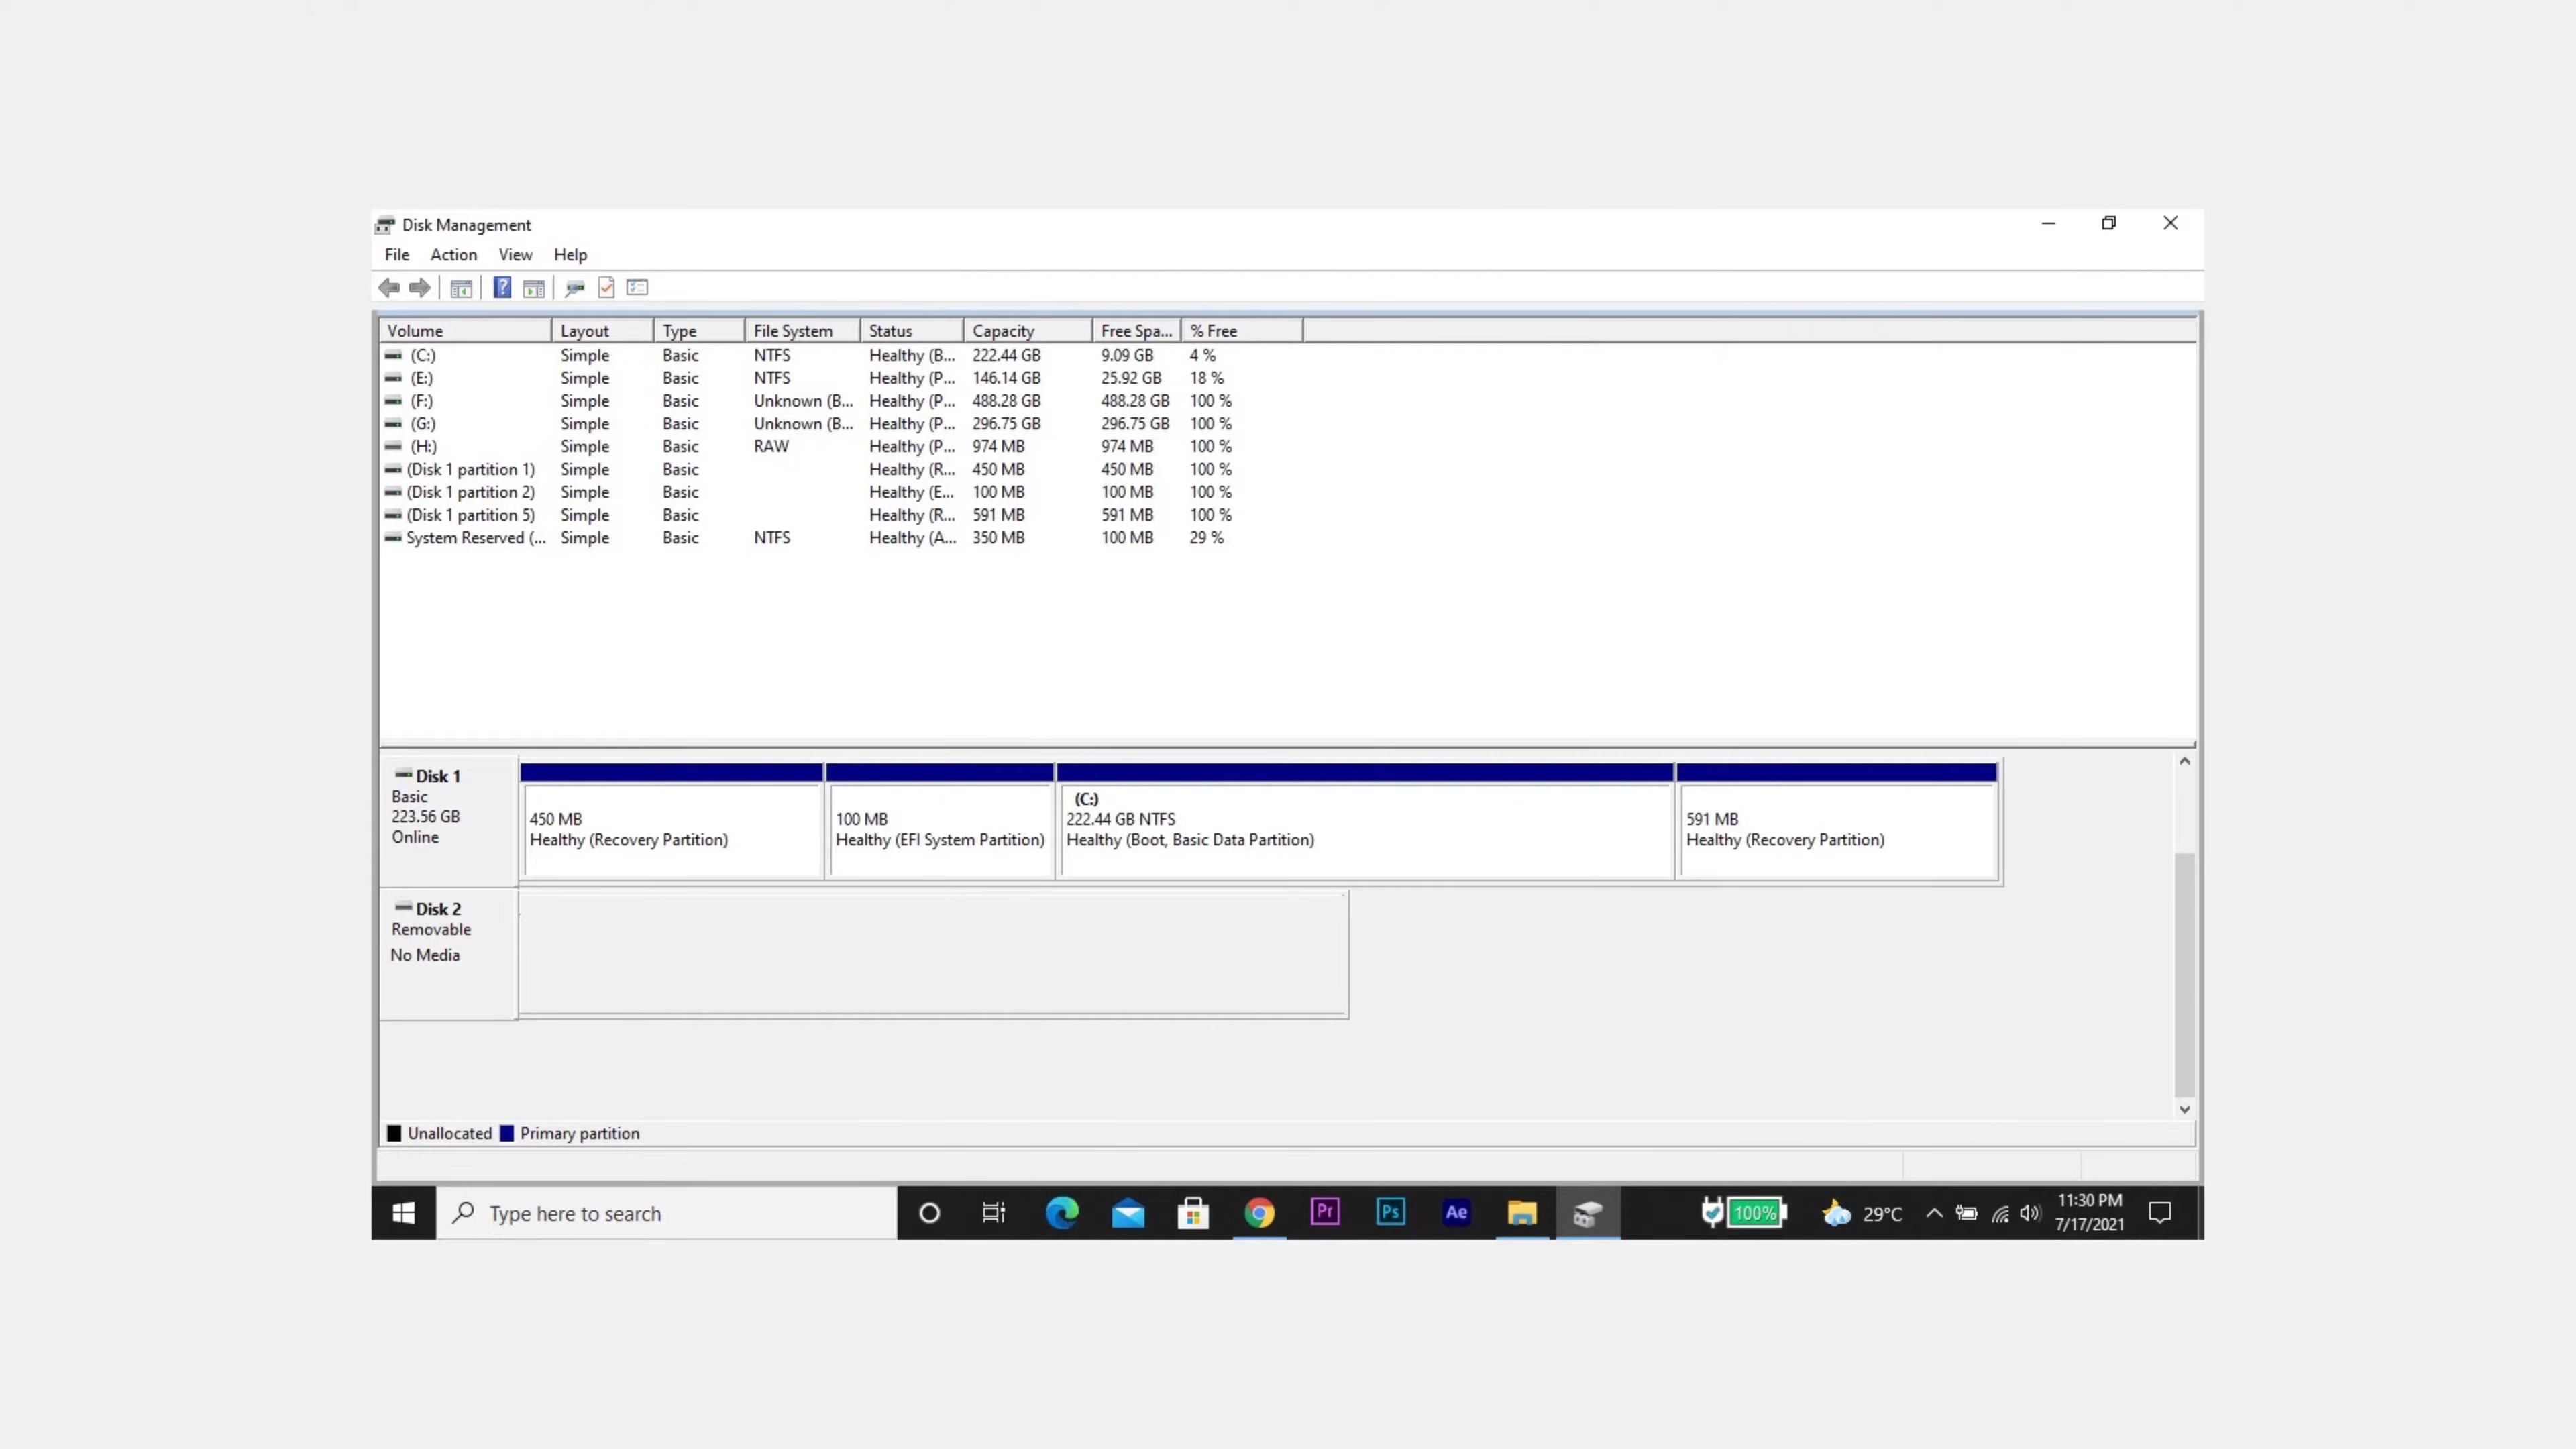 Disk Management
File Action View Help
Volume Layout Type File System Status Capacity Free Spa... % Free
(C:) Simple Basic NTFS Healthy (B... 222.44 GB 9.09 GB 4 %
(E:) Simple Basic NTFS Healthy (P... 146.14 GB 25.92 GB 18 %
(F:) Simple Basic Unknown (B... Healthy (P... 488.28 GB 488.28 GB 100 %
(G:) Simple Basic Unknown (B... Healthy (P... 296.75 GB 296.75 GB 100 %
(H:) Simple Basic RAW Healthy (P... 974 MB 974 MB 100 %
(Disk 1 partition 1) Simple Basic Healthy (R... 450 MB 450 MB 100 %
(Disk 1 partition 2) Simple Basic Healthy (E... 100 MB 100 MB 100 %
(Disk 1 partition 5) Simple Basic Healthy (R... 591 MB 591 MB 100 %
System Reserved (... Simple Basic NTFS Healthy (A... 350 MB 100 MB 29 %
Disk 1
Basic
223.56 GB
Online
450 MB
Healthy (Recovery Partition)
100 MB
Healthy (EFI System Partition)
(C:)
222.44 GB NTFS
Healthy (Boot, Basic Data Partition)
591 MB
Healthy (Recovery Partition)
Disk 2
Removable
No Media
Unallocated Primary partition
Type here to search
Pr Ps Ae
100% 29°C
11:30 PM
7/17/2021